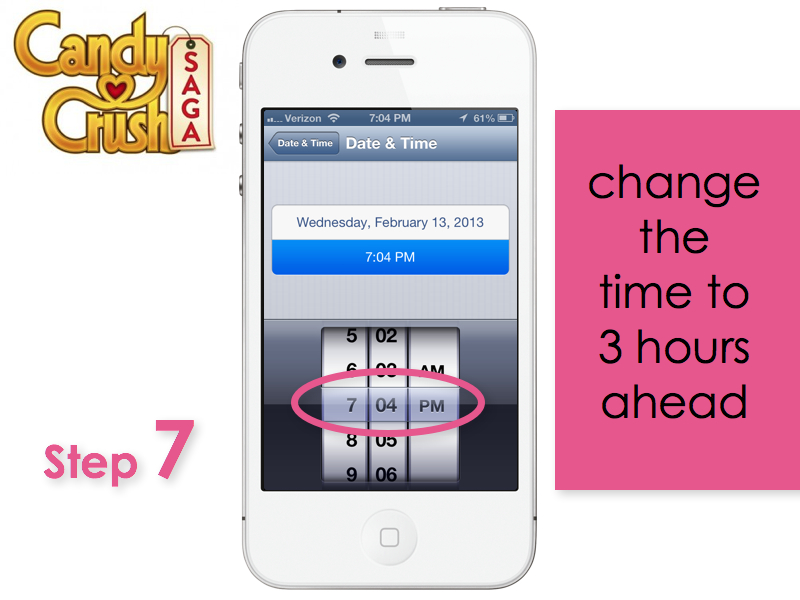 Candy
Crush
SAGA
Verizon 7:04 PM 61%
Date & Time Date & Time
Wednesday, February 13, 2013
7:04 PM
5 02
6 03 AM
7 04 PM
8 05
9 06
change
the
time to
3 hours
ahead
Step 7